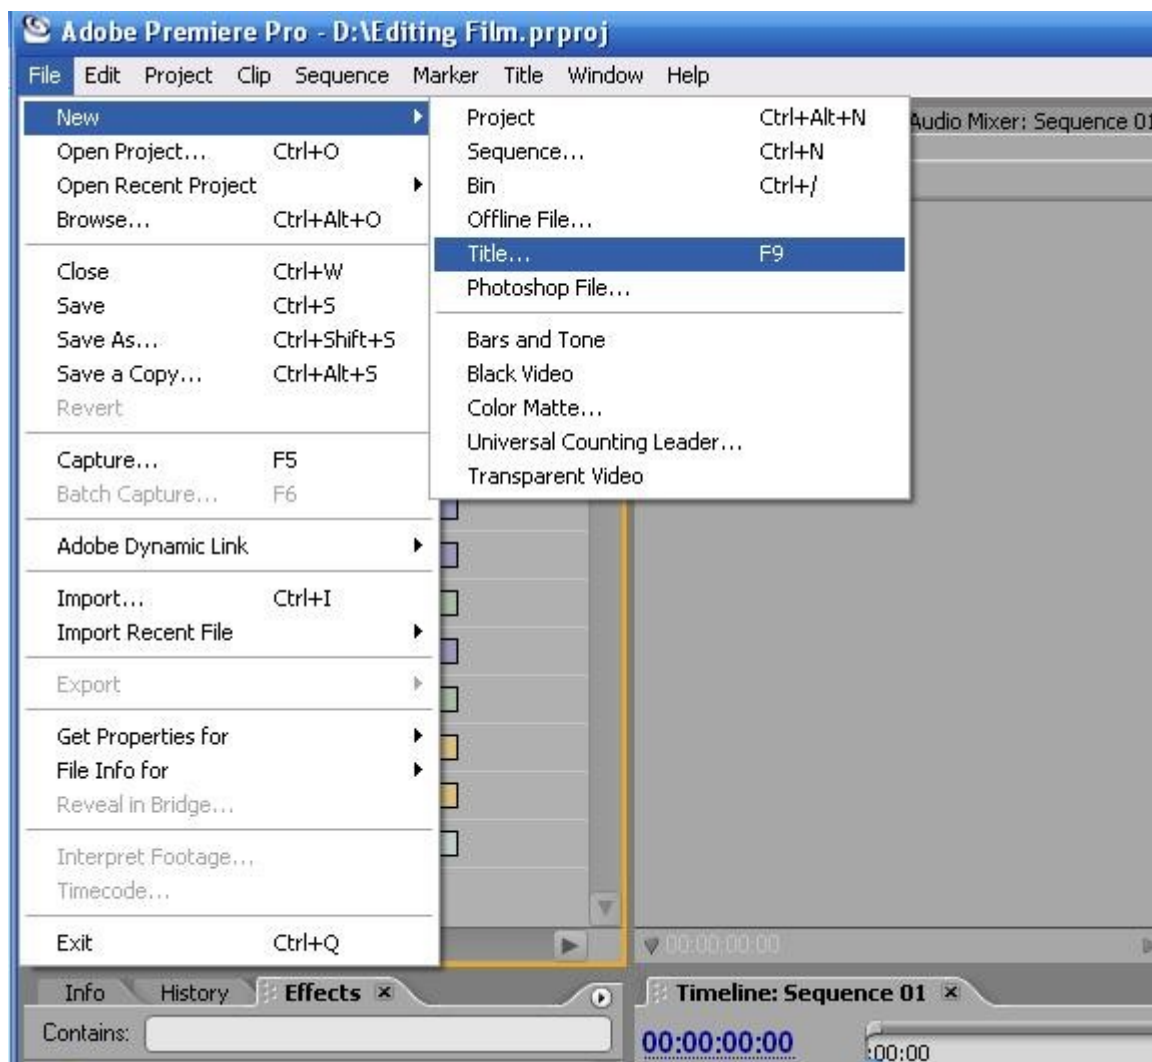 Adobe Premiere Pro - D:\Editing Film.prproj
File Edit Project Clip Sequence Marker Title Window Help
New
Open Project... Ctrl+O
Open Recent Project
Browse... Ctrl+Alt+O
Close Ctrl+W
Save Ctrl+S
Save As... Ctrl+Shift+S
Save a Copy... Ctrl+Alt+S
Revert
Capture... F5
Batch Capture... F6
Adobe Dynamic Link
Import... Ctrl+I
Import Recent File
Export
Get Properties for
File Info for
Reveal in Bridge...
Interpret Footage...
Timecode...
Exit Ctrl+Q
Project Ctrl+Alt+N
Sequence... Ctrl+N
Bin Ctrl+/
Offline File...
Title... F9
Photoshop File...
Bars and Tone
Black Video
Color Matte...
Universal Counting Leader...
Transparent Video
Audio Mixer: Sequence 01
00:00:00:00
Info History Effects
Contains:
Timeline: Sequence 01
00:00:00:00
:00:00